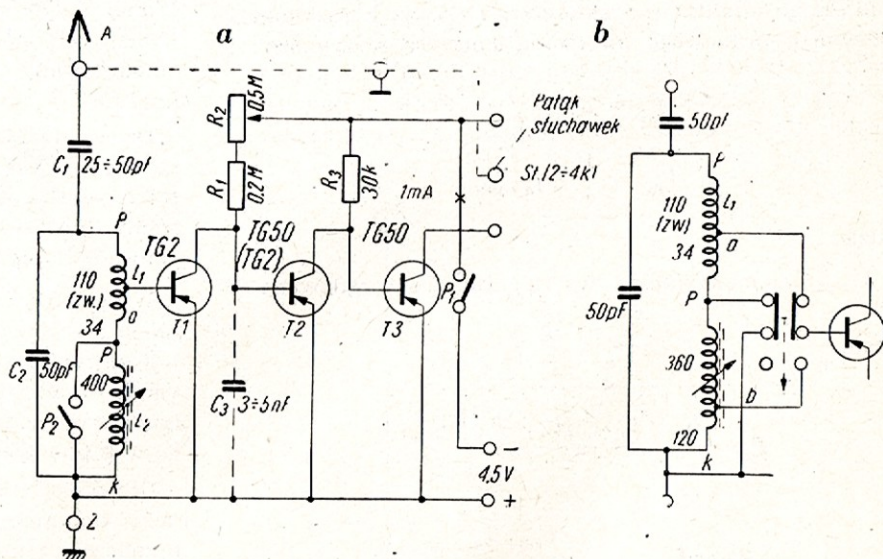 a
b
A
C1 25÷50pf
R2 0,5M
R1 0,2M
R3 30k
1mA
Pałąk
słuchawek
Sł. (2÷4k)
P
110
(zw.)
L1
34
a
P
TG2
T1
TG50
(TG2)
T2
TG50
T3
P1
C2 50pF
P2
400
L2
k
C3 3÷5nF
4,5V
−
+
Z
50pf
P
110
(zw)
L1
34
a
50pF
P
360
b
120
k